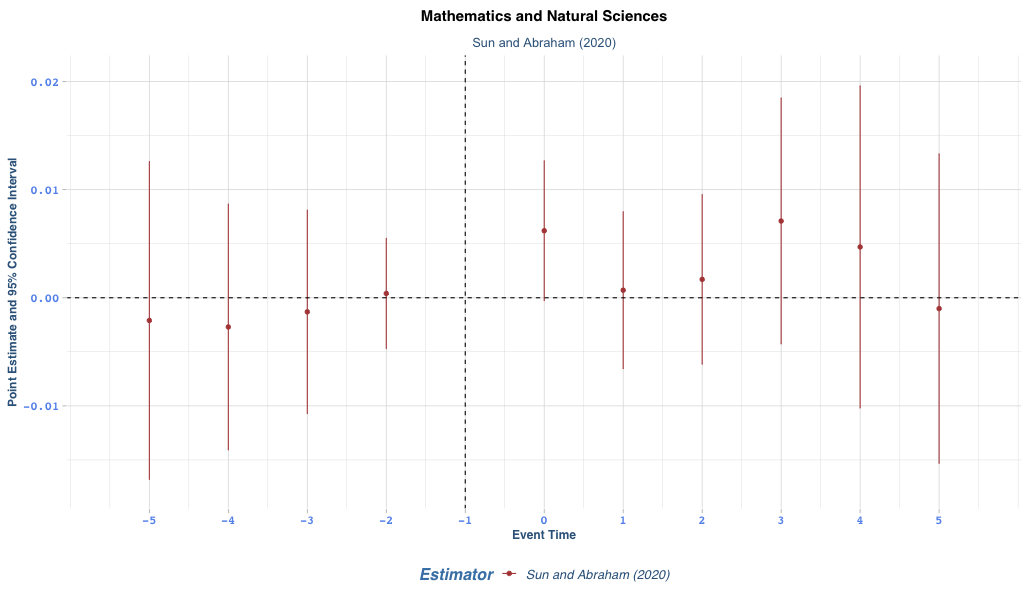 Mathematics and Natural Sciences
Sun and Abraham (2020)
Point Estimate and 95% Confidence Interval
0.02
0.01
0.00
−0.01
−5 −4 −3 −2 −1 0 1 2 3 4 5
Event Time
Estimator Sun and Abraham (2020)